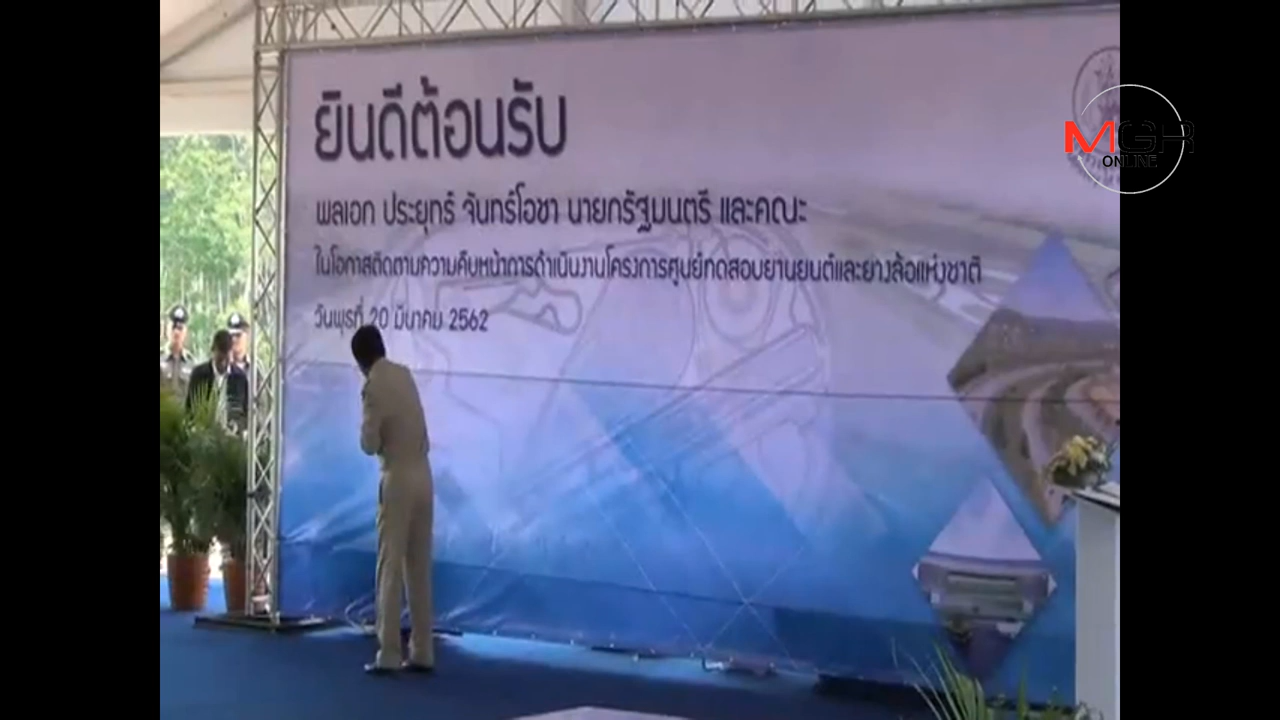 ยินดีต้อนรับ
พลเอก ประยุทธ์ จันทร์โอชา นายกรัฐมนตรี และคณะ
ในโอกาสติดตามความคืบหน้าการดำเนินงานโครงการศูนย์ทดสอบยานยนต์และยางล้อแห่งชาติ
วันพุธที่ 20 มีนาคม 2562
MGR
ONLINE